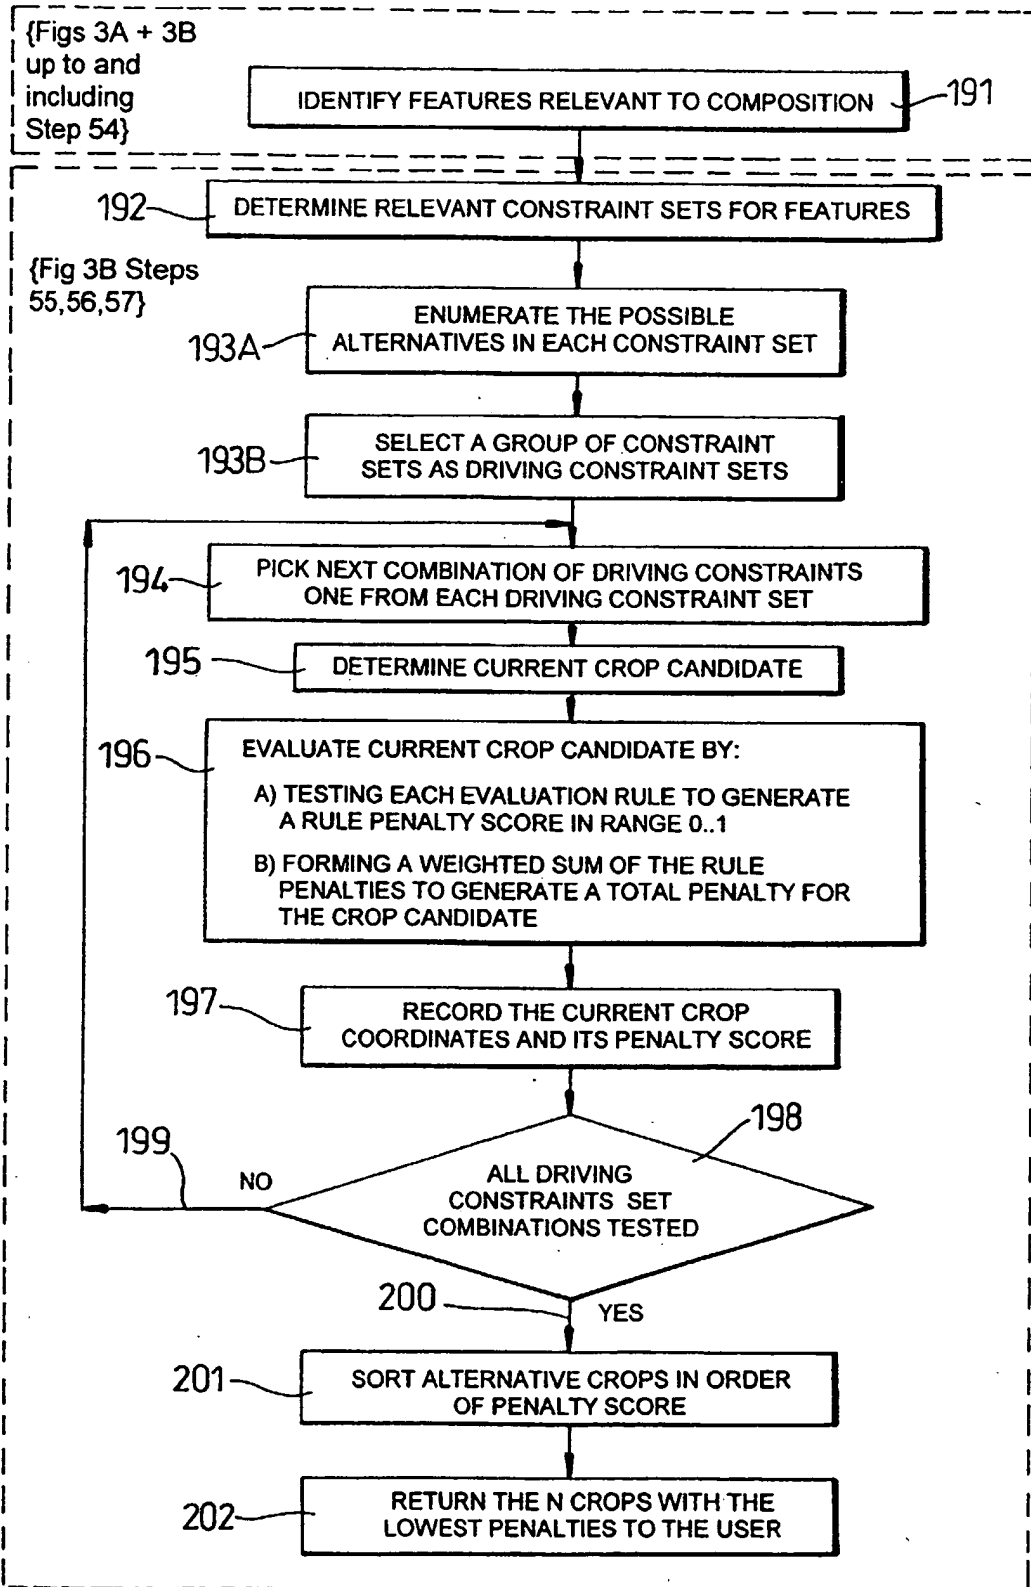 {Figs 3A + 3B
up to and
including
Step 54}
IDENTIFY FEATURES RELEVANT TO COMPOSITION
191
192
DETERMINE RELEVANT CONSTRAINT SETS FOR FEATURES
{Fig 3B Steps
55,56,57}
193A
ENUMERATE THE POSSIBLE
ALTERNATIVES IN EACH CONSTRAINT SET
193B
SELECT A GROUP OF CONSTRAINT
SETS AS DRIVING CONSTRAINT SETS
194
PICK NEXT COMBINATION OF DRIVING CONSTRAINTS
ONE FROM EACH DRIVING CONSTRAINT SET
195
DETERMINE CURRENT CROP CANDIDATE
196
EVALUATE CURRENT CROP CANDIDATE BY:
A) TESTING EACH EVALUATION RULE TO GENERATE
A RULE PENALTY SCORE IN RANGE 0..1
B) FORMING A WEIGHTED SUM OF THE RULE
PENALTIES TO GENERATE A TOTAL PENALTY FOR
THE CROP CANDIDATE
197
RECORD THE CURRENT CROP
COORDINATES AND ITS PENALTY SCORE
198
199
NO
ALL DRIVING
CONSTRAINTS SET
COMBINATIONS TESTED
200
YES
201
SORT ALTERNATIVE CROPS IN ORDER
OF PENALTY SCORE
202
RETURN THE N CROPS WITH THE
LOWEST PENALTIES TO THE USER